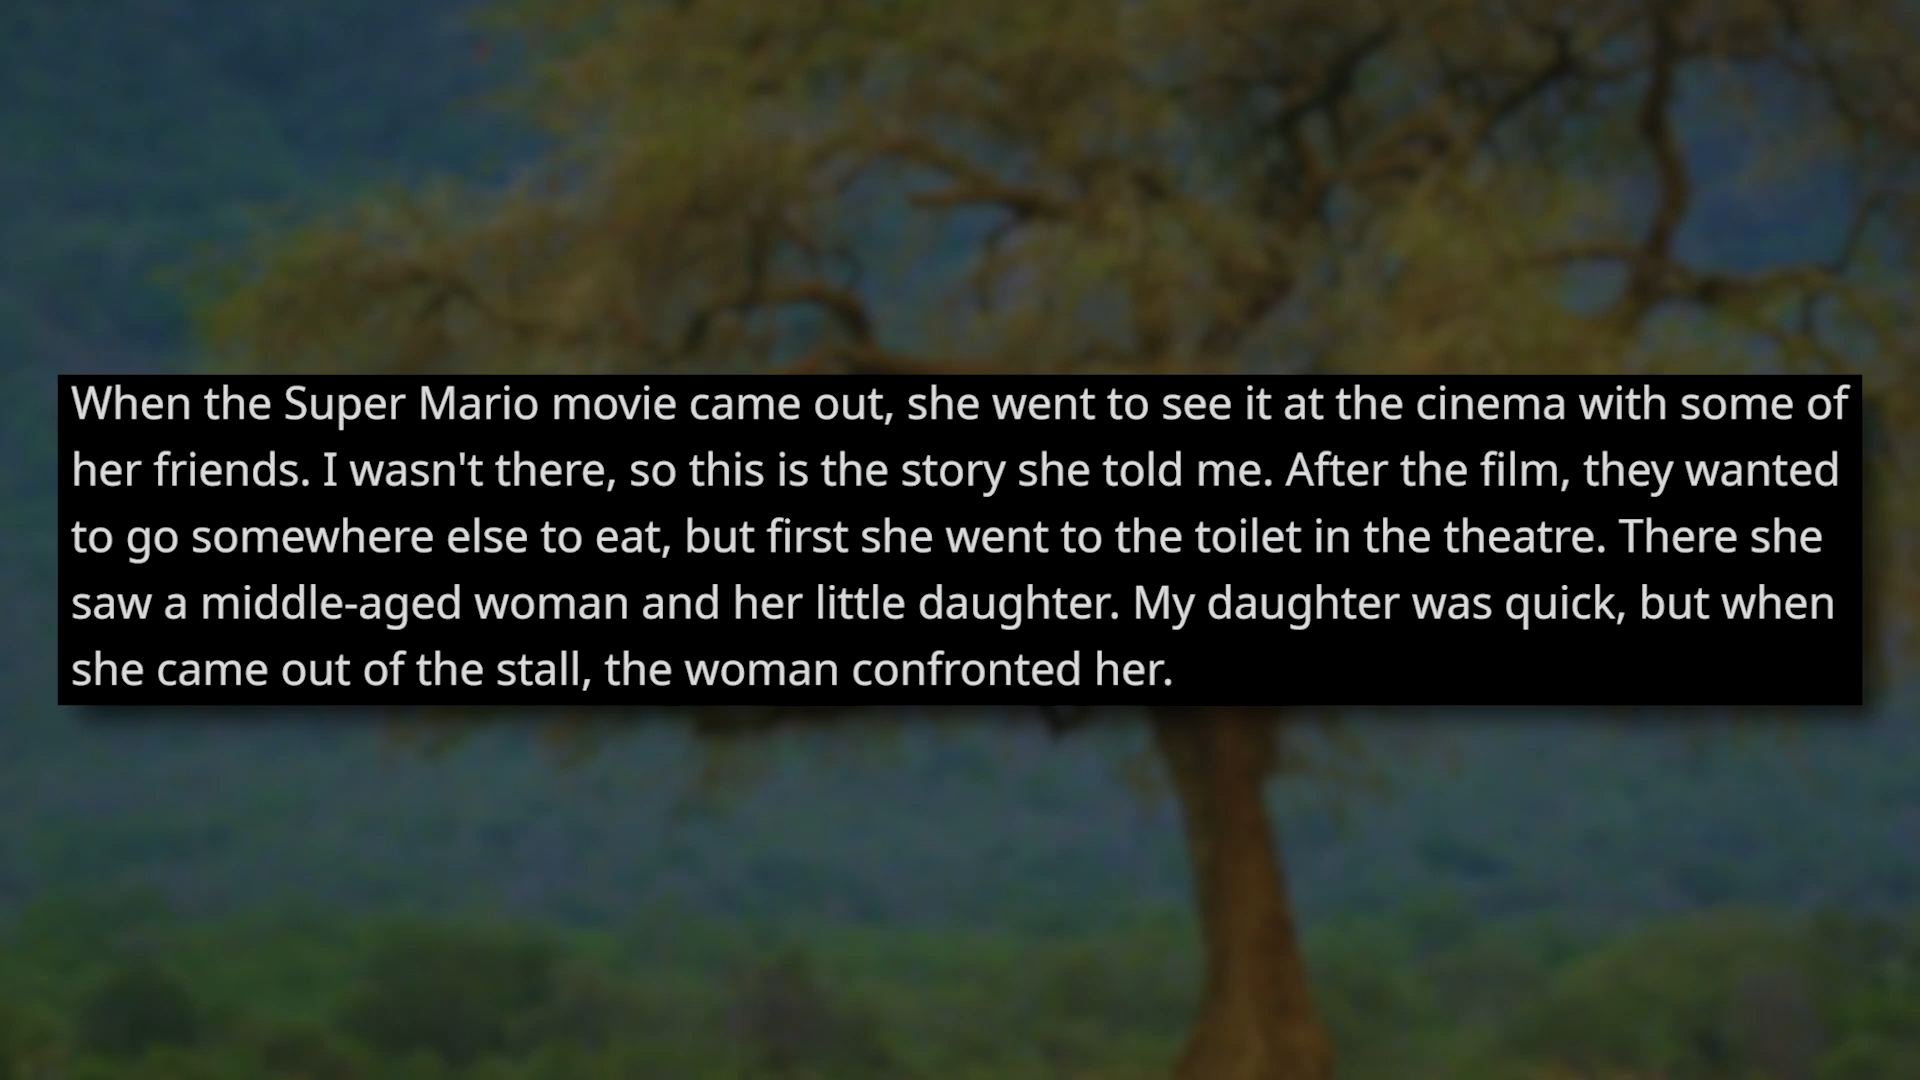 When the Super Mario movie came out, she went to see it at the cinema with some of
her friends. I wasn't there, so this is the story she told me. After the film, they wanted
to go somewhere else to eat, but first she went to the toilet in the theatre. There she
saw a middle-aged woman and her little daughter. My daughter was quick, but when
she came out of the stall, the woman confronted her.